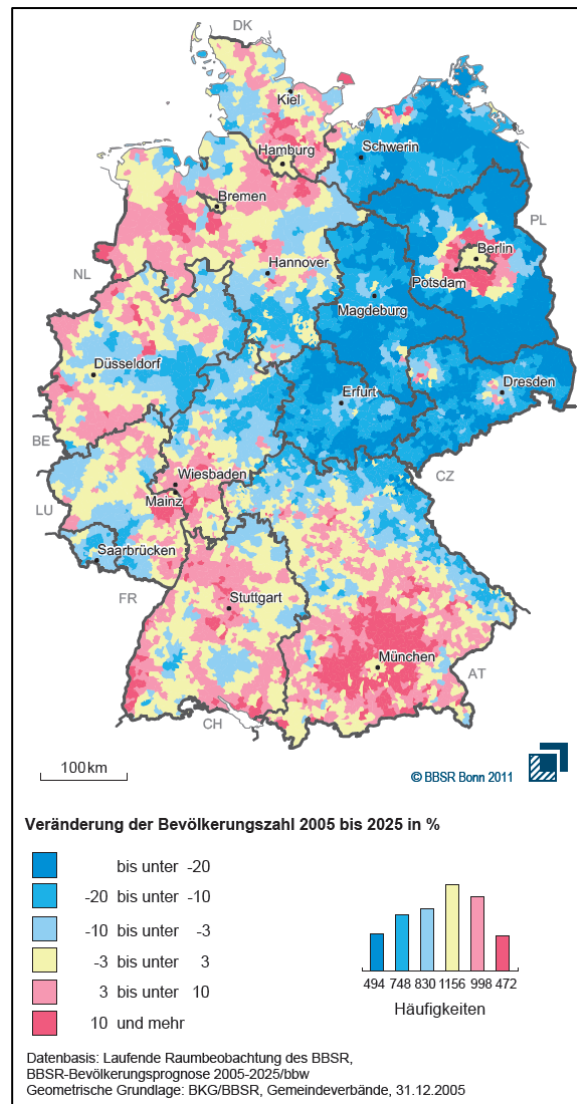 DK
Kiel
Schwerin
Hamburg
Bremen
PL
Berlin
NL
Hannover
Potsdam
Magdeburg
Düsseldorf
Erfurt
Dresden
BE
Wiesbaden
CZ
Mainz
LU
Saarbrücken
FR
Stuttgart
München
AT
CH
100 km
© BBSR Bonn 2011
Veränderung der Bevölkerungszahl 2005 bis 2025 in %
bis unter -20
-20 bis unter -10
-10 bis unter -3
-3 bis unter 3
3 bis unter 10
10 und mehr
494 748 830 1156 998 472
Häufigkeiten
Datenbasis: Laufende Raumbeobachtung des BBSR,
BBSR-Bevölkerungsprognose 2005-2025/bbw
Geometrische Grundlage: BKG/BBSR, Gemeindeverbände, 31.12.2005